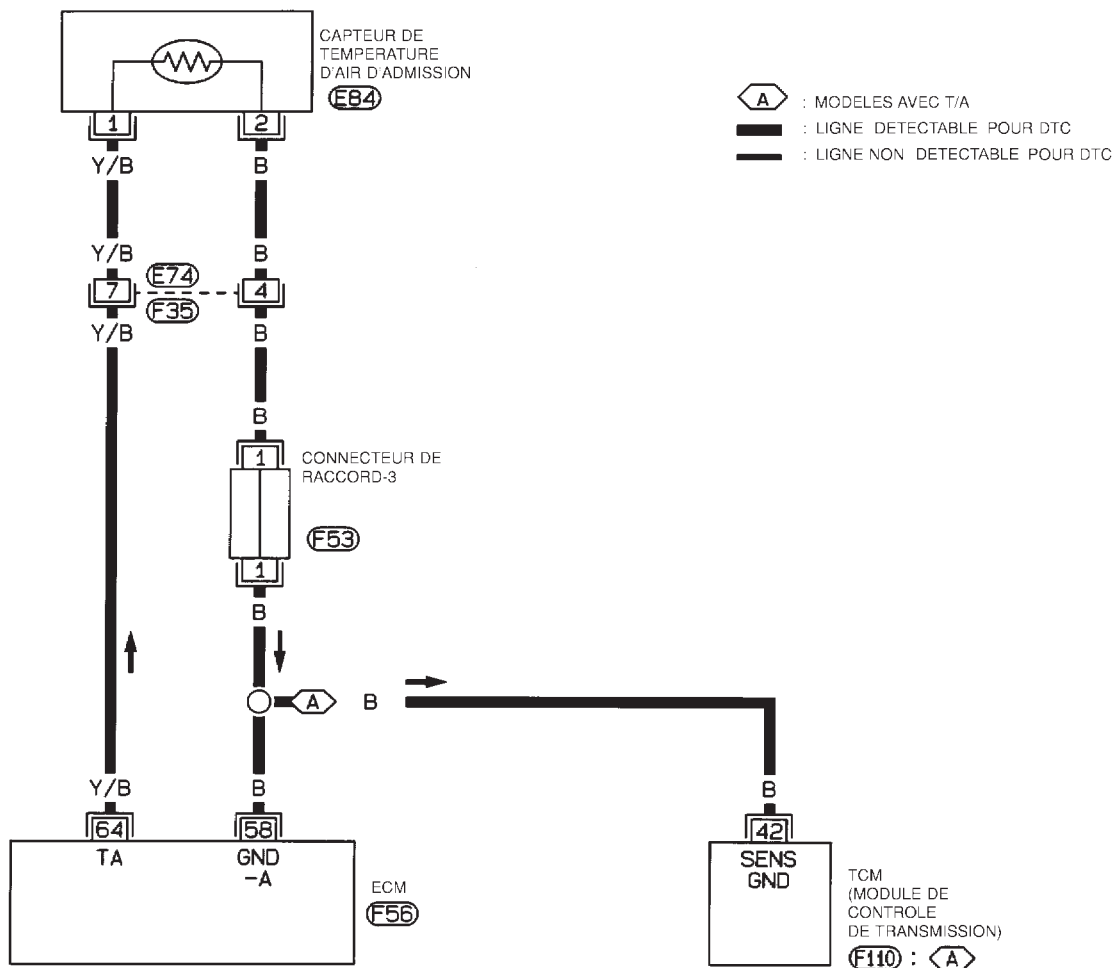 CAPTEUR DE
TEMPERATURE
D'AIR D'ADMISSION
E84
1
2
A : MODELES AVEC T/A
: LIGNE DETECTABLE POUR DTC
: LIGNE NON DETECTABLE POUR DTC
Y/B
B
Y/B
B
7
E74
F35
4
Y/B
B
B
1
CONNECTEUR DE
RACCORD-3
F53
1
B
A
B
Y/B
B
B
64
58
42
TA
GND
-A
SENS
GND
ECM
F56
TCM
(MODULE DE
CONTROLE
DE TRANSMISSION)
F110 : A